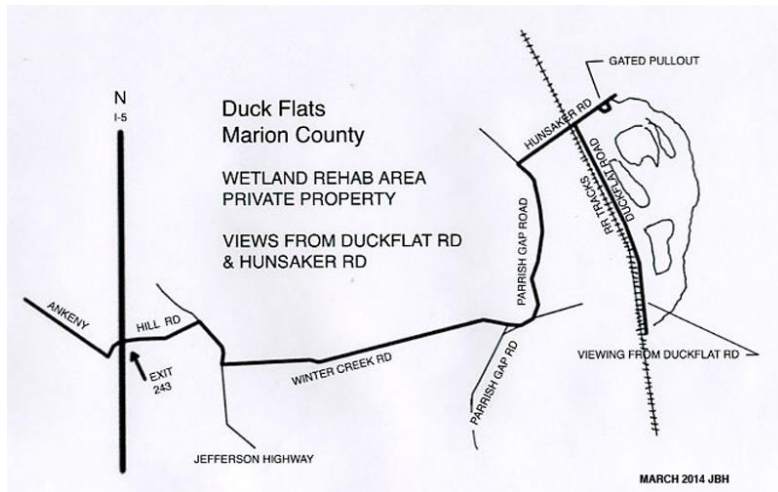 N
I-5
Duck Flats
Marion County
WETLAND REHAB AREA
PRIVATE PROPERTY
VIEWS FROM DUCKFLAT RD
& HUNSAKER RD
GATED PULLOUT
HUNSAKER RD
DUCKFLAT ROAD
RR TRACKS
PARRISH GAP ROAD
ANKENY
HILL RD
EXIT
243
WINTER CREEK RD
PARRISH GAP RD
VIEWING FROM DUCKFLAT RD
JEFFERSON HIGHWAY
MARCH 2014 JBH